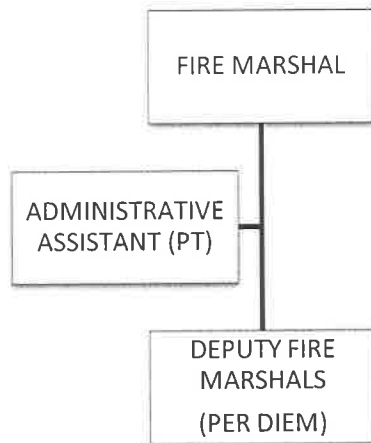 FIRE MARSHAL
ADMINISTRATIVE
ASSISTANT (PT)
DEPUTY FIRE
MARSHALS
(PER DIEM)